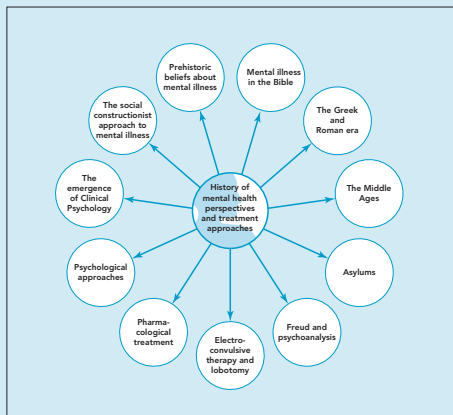 Prehistoric
beliefs about
mental illness
Mental illness
in the Bible
The social
constructionist
approach to
mental illness
The Greek
and
Roman era
The
emergence
of Clinical
Psychology
History of
mental health
perspectives
and treatment
approaches
The Middle
Ages
Psychological
approaches
Asylums
Pharma-
cological
treatment
Electro-
convulsive
therapy and
lobotomy
Freud and
psychoanalysis